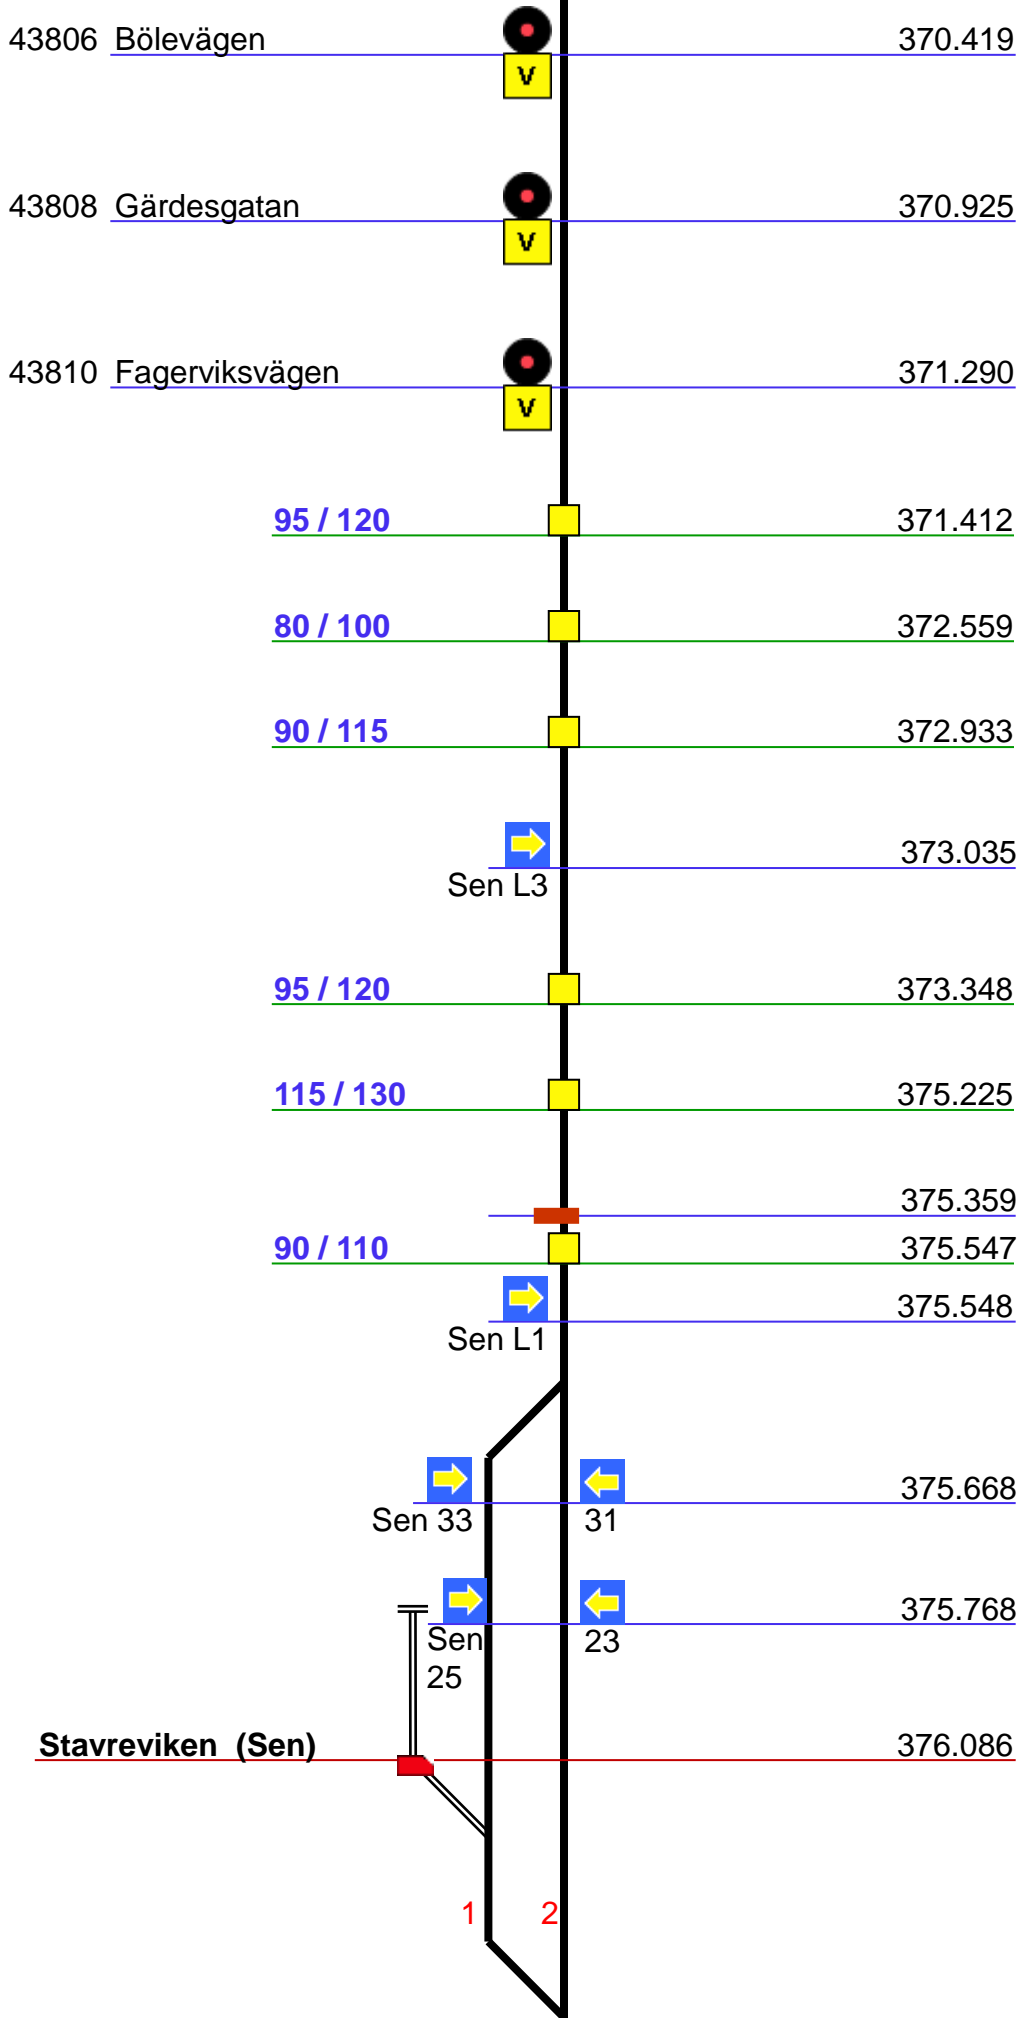 43806 Bölevägen 370.419
V
43808 Gärdesgatan 370.925
V
43810 Fagerviksvägen 371.290
V
95 / 120 371.412
80 / 100 372.559
90 / 115 372.933
373.035
Sen L3
95 / 120 373.348
115 / 130 375.225
375.359
90 / 110 375.547
375.548
Sen L1
375.668
Sen 33 31
375.768
Sen 23
25
Stavreviken (Sen) 376.086
1 2